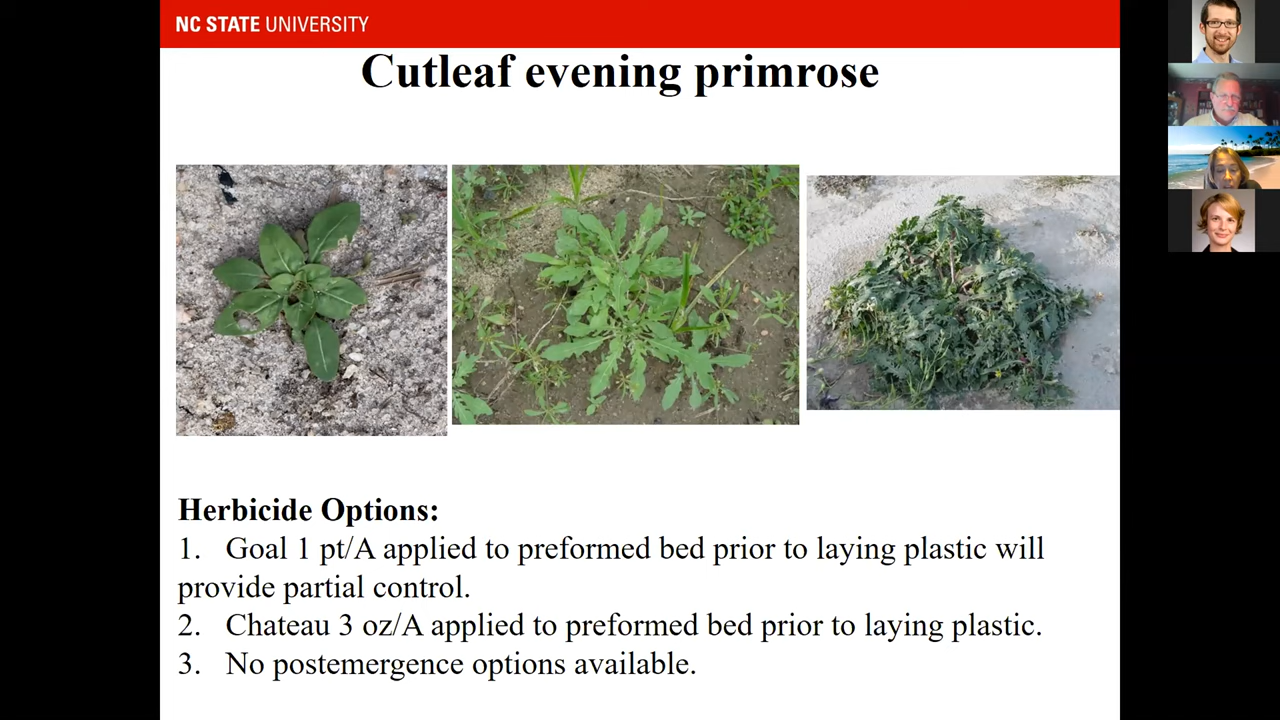 NC STATE UNIVERSITY
Cutleaf evening primrose
Herbicide Options:
1. Goal 1 pt/A applied to preformed bed prior to laying plastic will
provide partial control.
2. Chateau 3 oz/A applied to preformed bed prior to laying plastic.
3. No postemergence options available.